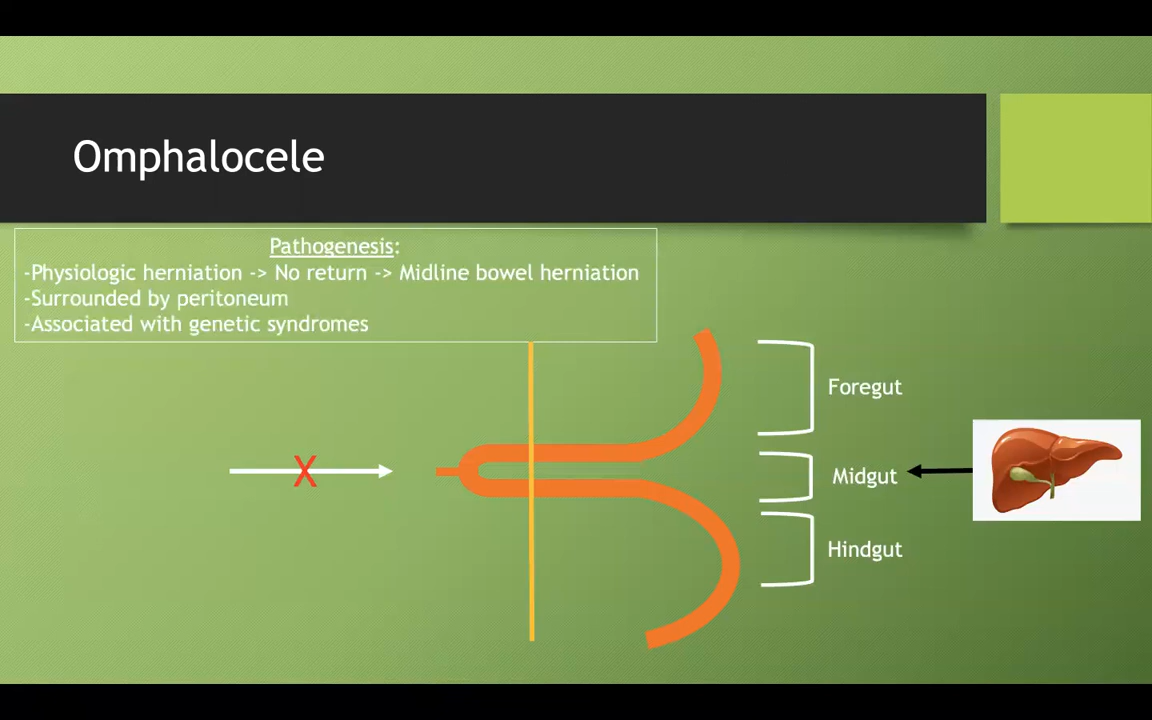 Omphalocele
Pathogenesis:
-Physiologic herniation -> No return -> Midline bowel herniation
-Surrounded by peritoneum
-Associated with genetic syndromes
Foregut
X
Midgut
Hindgut